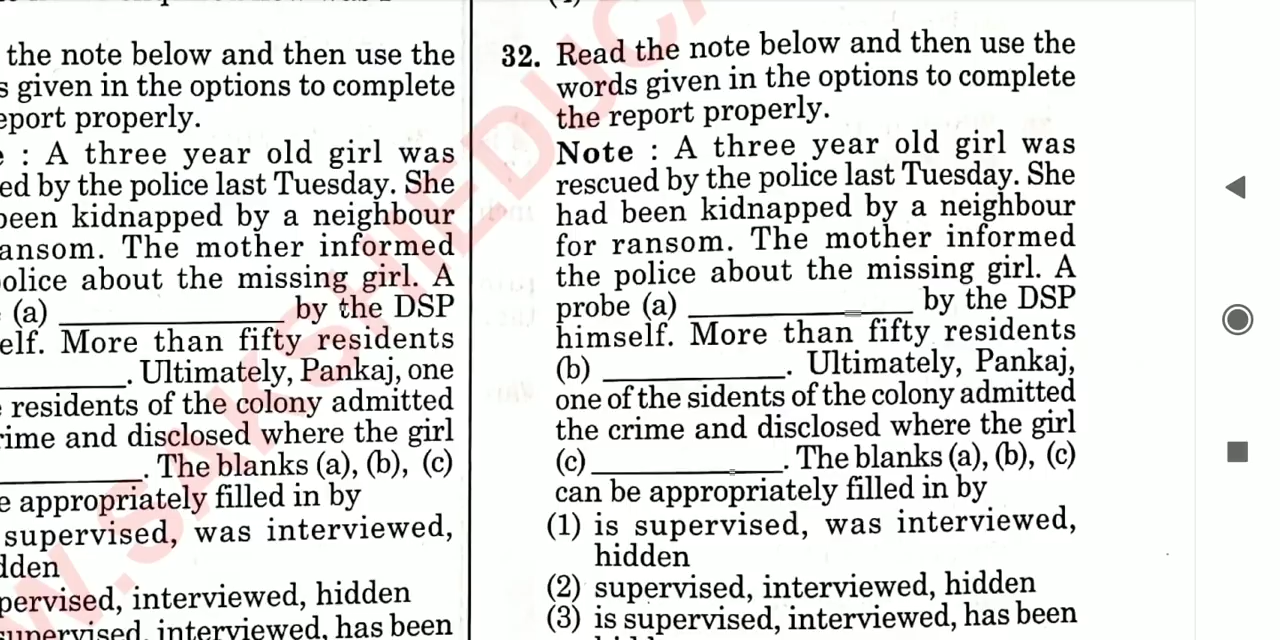 the note below and then use the
s given in the options to complete
eport properly.
e : A three year old girl was
ed by the police last Tuesday. She
been kidnapped by a neighbour
ansom. The mother informed
olice about the missing girl. A
(a) ____________ by the DSP
elf. More than fifty residents
____________. Ultimately, Pankaj, one
residents of the colony admitted
rime and disclosed where the girl
____________. The blanks (a), (b), (c)
e appropriately filled in by
supervised, was interviewed,
dden
pervised, interviewed, hidden
supervised, interviewed, has been
32. Read the note below and then use the
words given in the options to complete
the report properly.
Note : A three year old girl was
rescued by the police last Tuesday. She
had been kidnapped by a neighbour
for ransom. The mother informed
the police about the missing girl. A
probe (a) ____________ by the DSP
himself. More than fifty residents
(b) ____________. Ultimately, Pankaj,
one of the sidents of the colony admitted
the crime and disclosed where the girl
(c) ____________. The blanks (a), (b), (c)
can be appropriately filled in by
(1) is supervised, was interviewed,
hidden
(2) supervised, interviewed, hidden
(3) is supervised, interviewed, has been
W.SAKSHIEDUCA